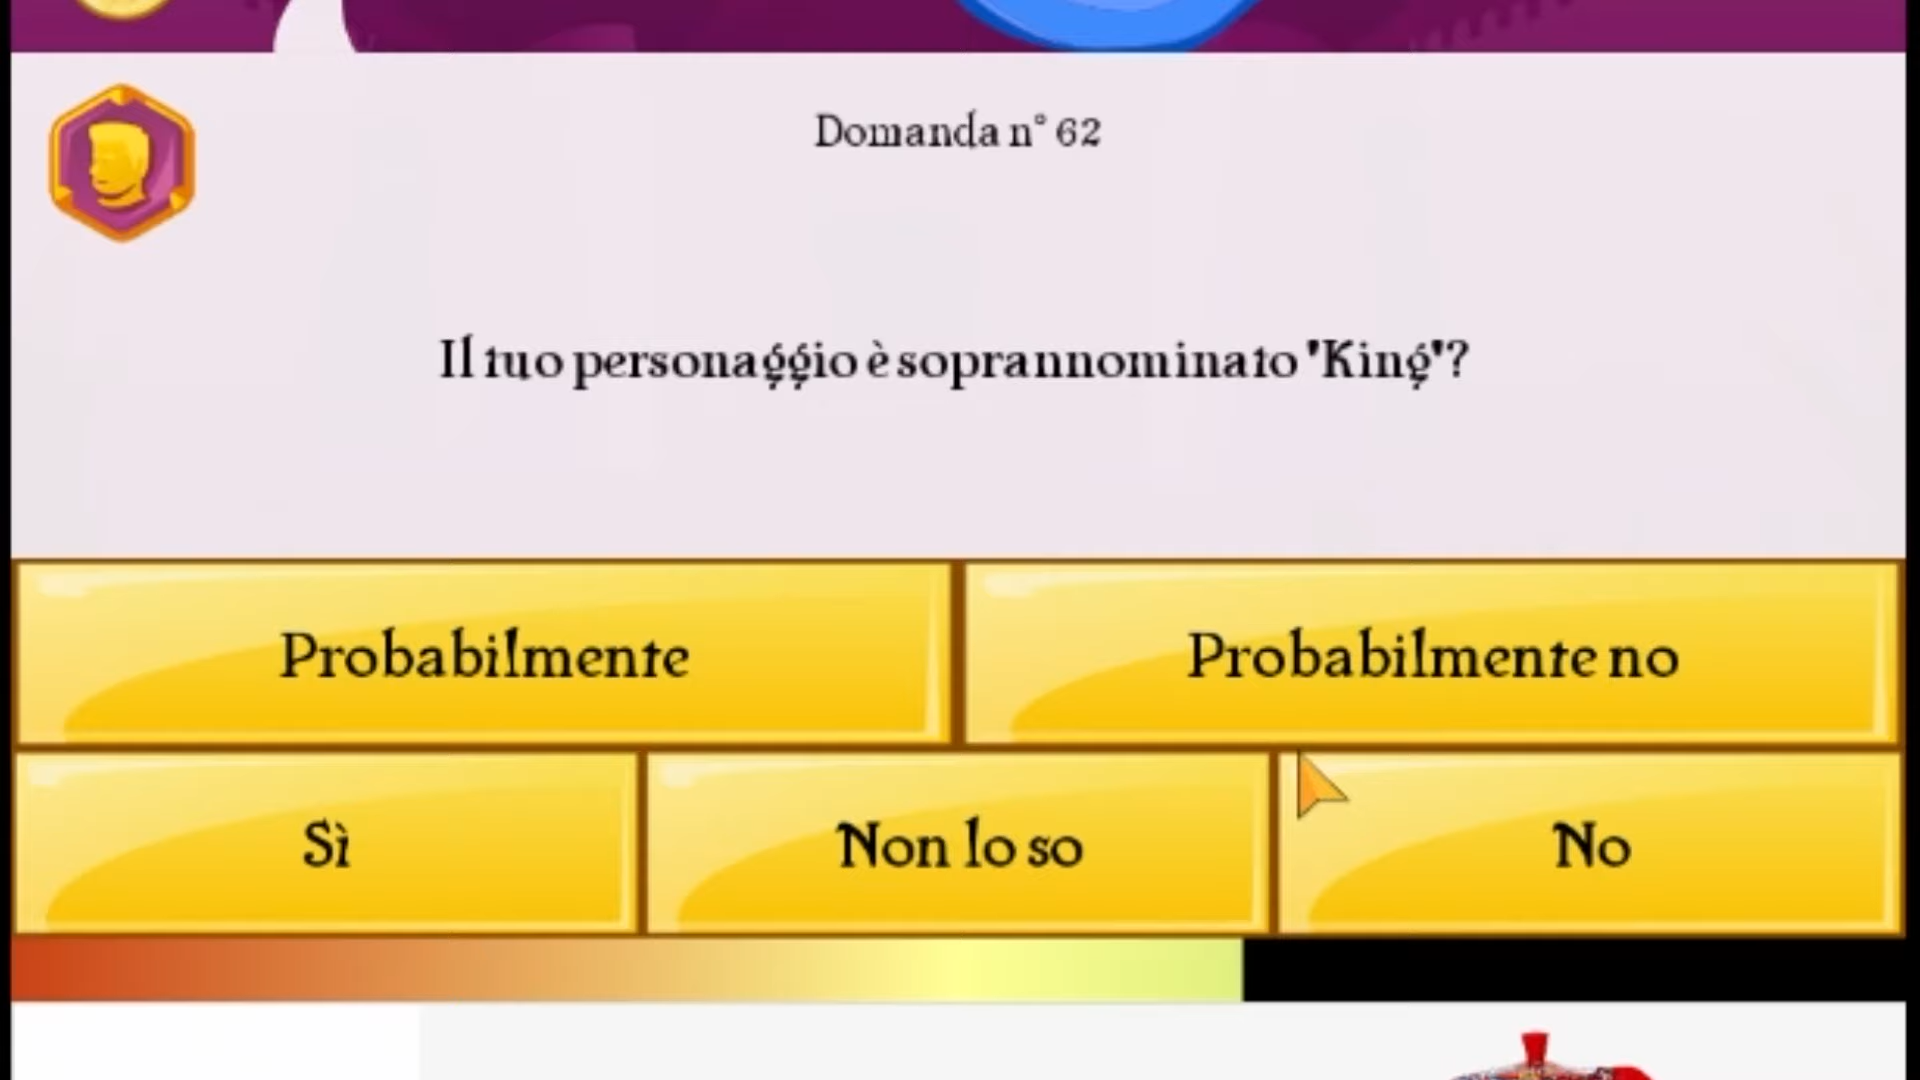 Domanda n° 62
Il tuo personaggio è soprannominato "King"?
Probabilmente
Probabilmente no
Sì
Non lo so
No